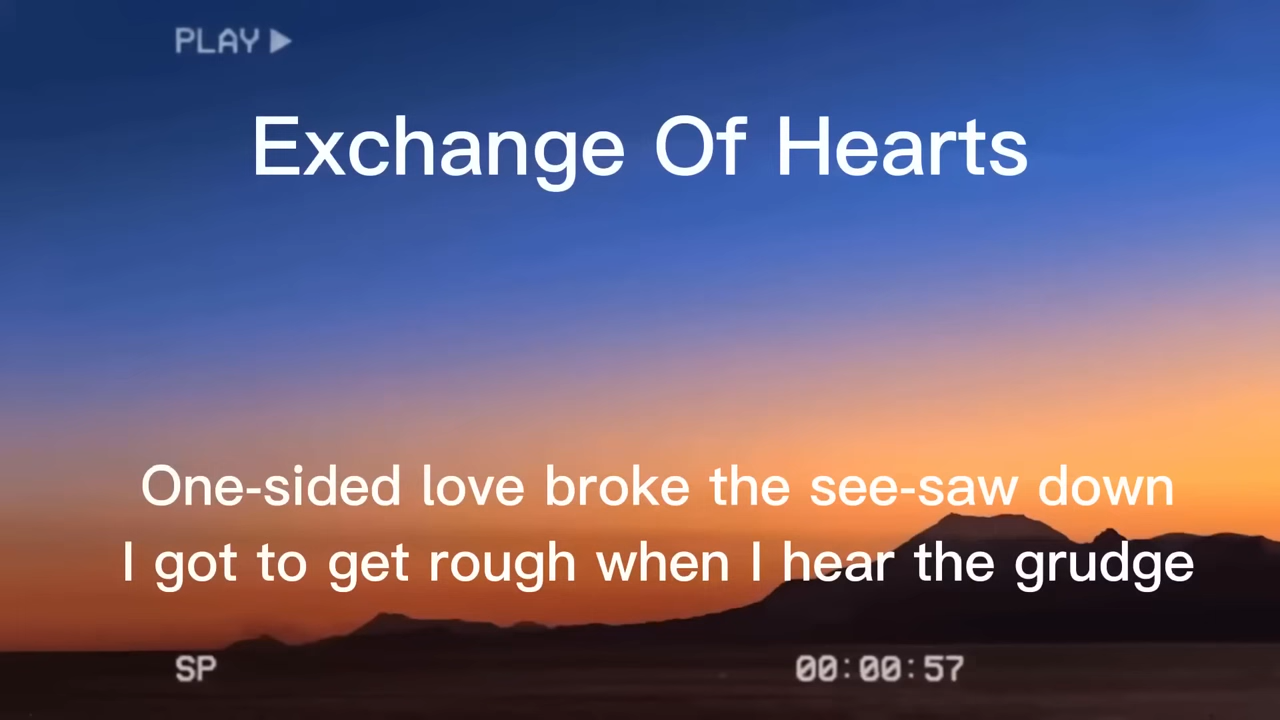 PLAY ▶
Exchange Of Hearts
One-sided love broke the see-saw down
I got to get rough when I hear the grudge
SP
00:00:57